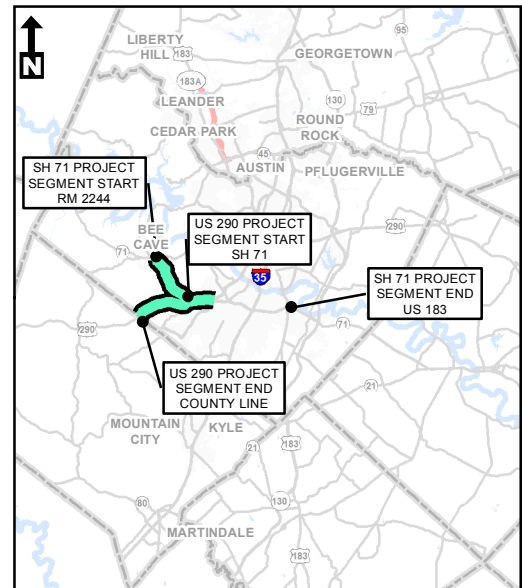 95
LIBERTY
HILL
183
GEORGETOWN
183A
LEANDER
130
79
CEDAR PARK
ROUND
ROCK
45
AUSTIN
PFLUGERVILLE
SH 71 PROJECT
SEGMENT START
RM 2244
BEE
CAVE
US 290 PROJECT
SEGMENT START
SH 71
290
71
35
SH 71 PROJECT
SEGMENT END
US 183
71
290
US 290 PROJECT
SEGMENT END
COUNTY LINE
21
MOUNTAIN
CITY
KYLE
21
183
80
130
MARTINDALE
183
N